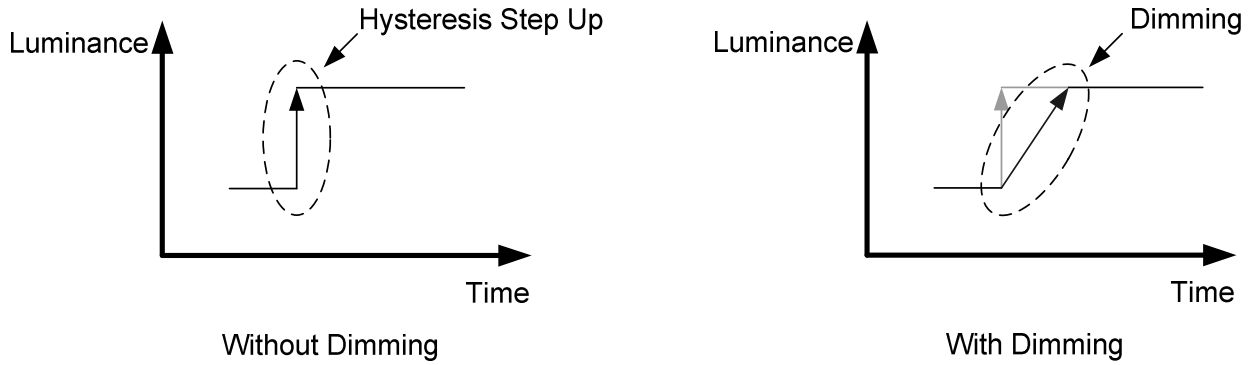 Hysteresis Step Up
Luminance
Time
Without Dimming
Dimming
Luminance
Time
With Dimming